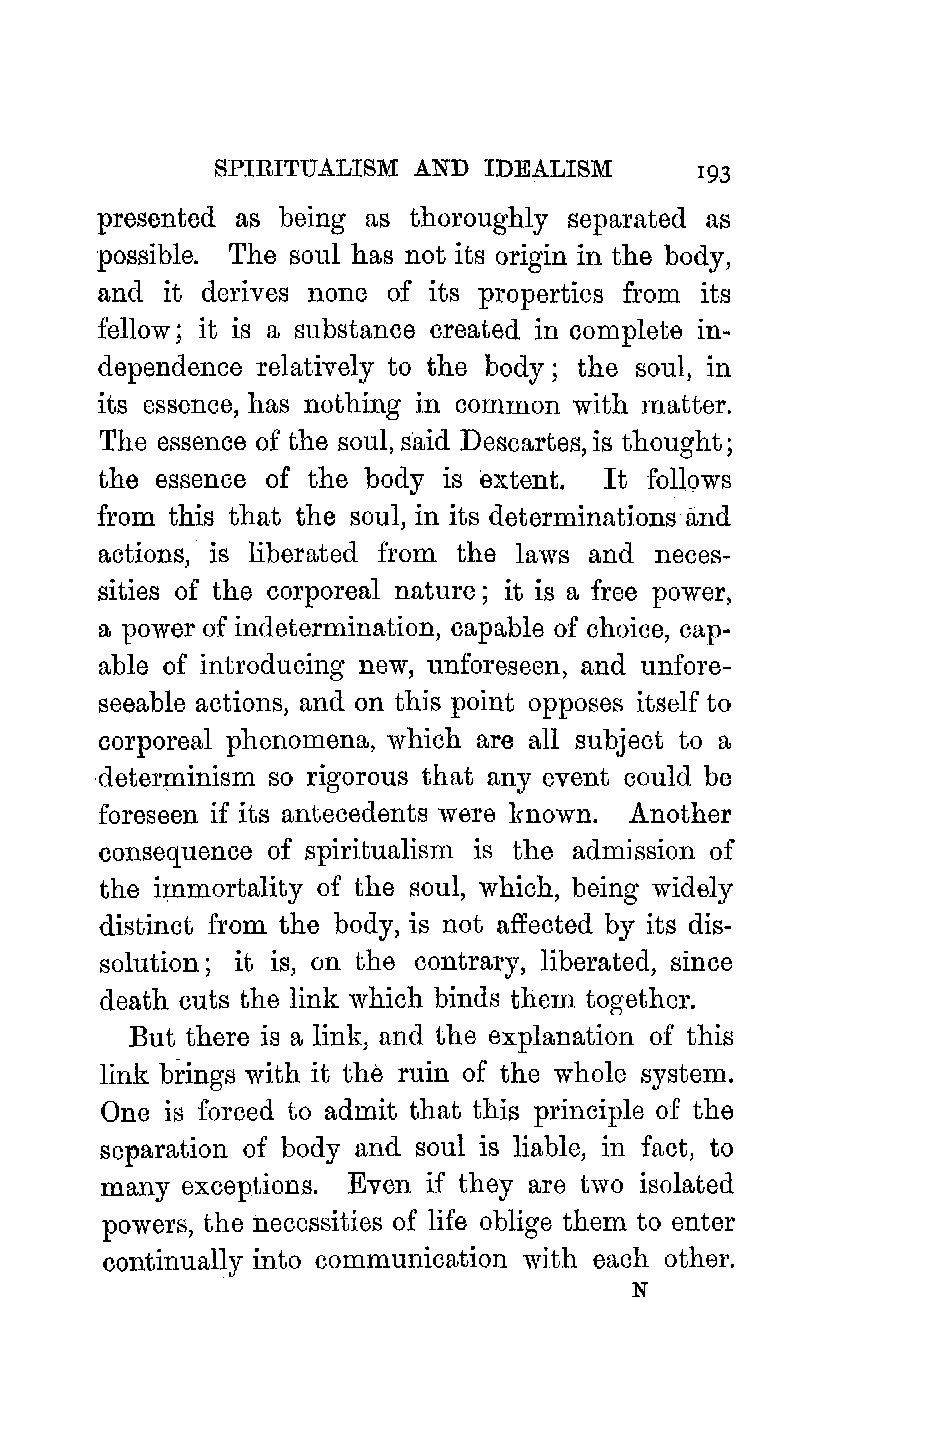 SPIRITUALISM AND IDEALISM 193
presented as being as thoroughly separated as
possible. The soul has not its origin in the body,
and it derives none of its properties from its
fellow; it is a substance created in complete in-
dependence relatively to the body; the soul, in
its essence, has nothing in common with matter.
The essence of the soul, said Descartes, is thought;
the essence of the body is extent. It follows
from this that the soul, in its determinations and
actions, is liberated from the laws and neces-
sities of the corporeal nature; it is a free power,
a power of indetermination, capable of choice, cap-
able of introducing new, unforeseen, and unfore-
seeable actions, and on this point opposes itself to
corporeal phenomena, which are all subject to a
determinism so rigorous that any event could be
foreseen if its antecedents were known. Another
consequence of spiritualism is the admission of
the immortality of the soul, which, being widely
distinct from the body, is not affected by its dis-
solution; it is, on the contrary, liberated, since
death cuts the link which binds them together.
But there is a link, and the explanation of this
link brings with it the ruin of the whole system.
One is forced to admit that this principle of the
separation of body and soul is liable, in fact, to
many exceptions. Even if they are two isolated
powers, the necessities of life oblige them to enter
continually into communication with each other.
N